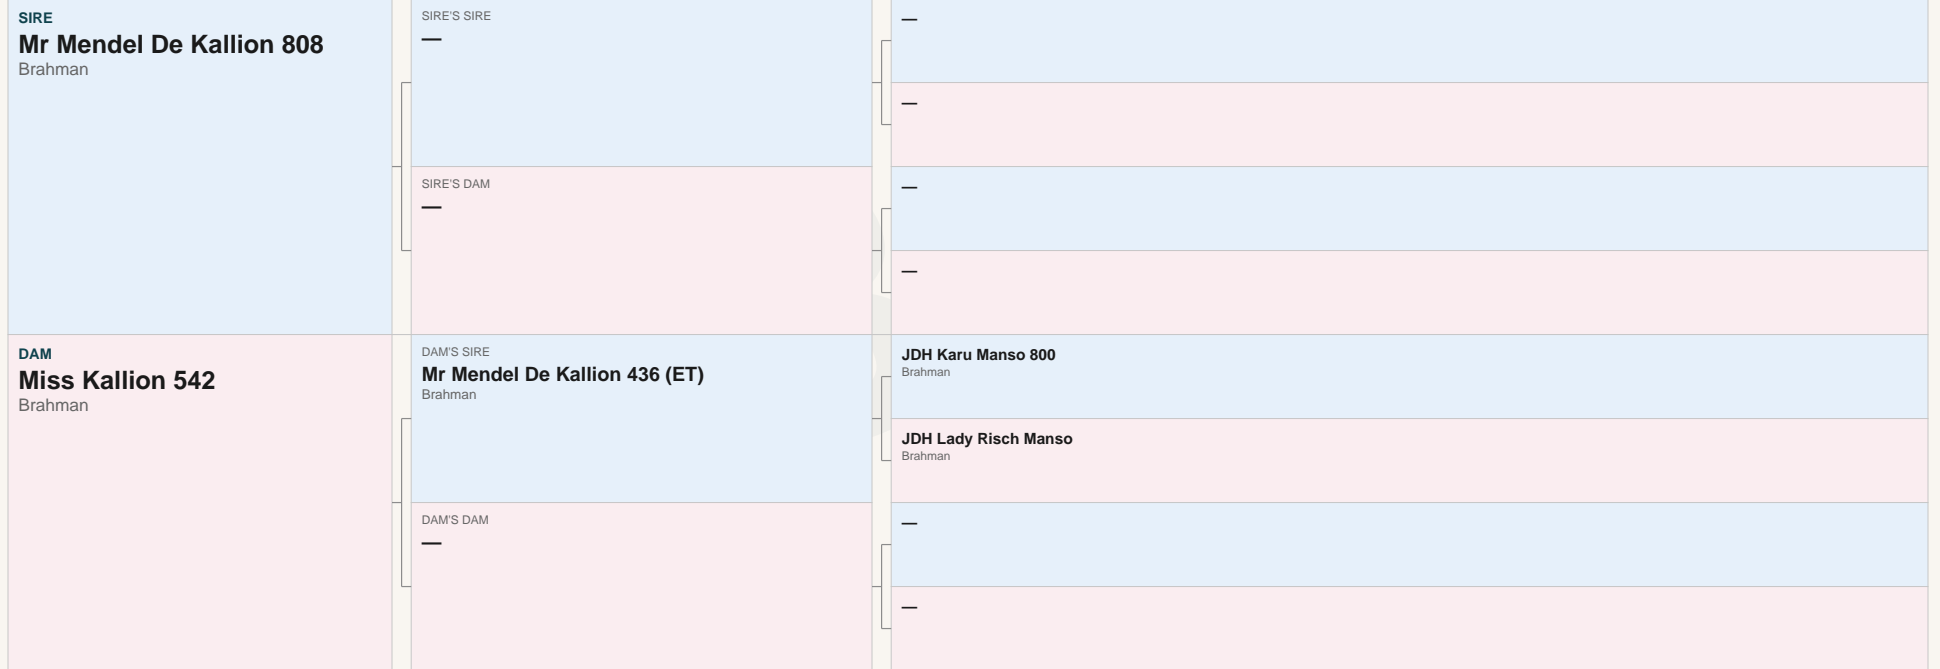 SIRE
Mr Mendel De Kallion 808
Brahman
SIRE'S SIRE
—
—
—
SIRE'S DAM
—
—
—
DAM
Miss Kallion 542
Brahman
DAM'S SIRE
Mr Mendel De Kallion 436 (ET)
Brahman
JDH Karu Manso 800
Brahman
JDH Lady Risch Manso
Brahman
DAM'S DAM
—
—
—